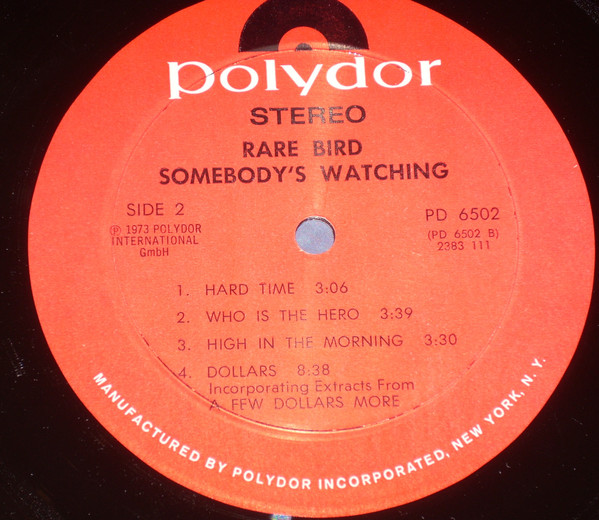 polydor
STEREO
RARE BIRD
SOMEBODY'S WATCHING
SIDE 2
℗ 1973 POLYDOR
INTERNATIONAL
GmbH
PD 6502
(PD 6502 B)
2383 111
1. HARD TIME 3:06
2. WHO IS THE HERO 3:39
3. HIGH IN THE MORNING 3:30
4. DOLLARS 8:38
Incorporating Extracts From
A FFW DOLLARS MORE
MANUFACTURED BY POLYDOR INCORPORATED, NEW YORK, N.Y.